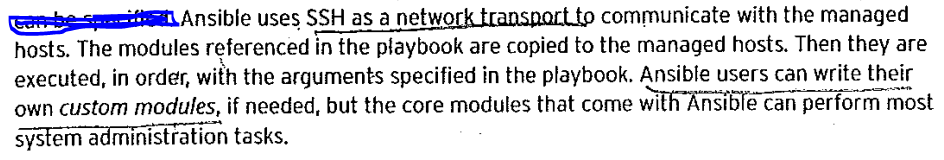 can be specified. Ansible uses SSH as a network transport to communicate with the managed
hosts. The modules referenced in the playbook are copied to the managed hosts. Then they are
executed, in order, with the arguments specified in the playbook. Ansible users can write their
own custom modules, if needed, but the core modules that come with Ansible can perform most
system administration tasks.